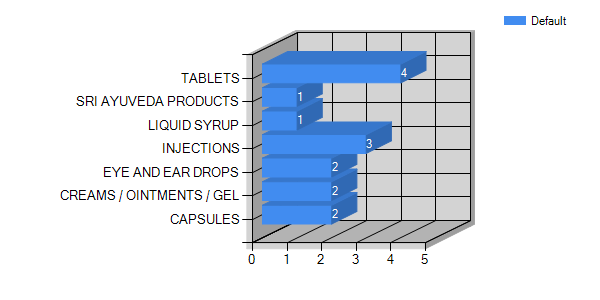 Default
TABLETS
4
SRI AYUVEDA PRODUCTS
1
LIQUID SYRUP
1
INJECTIONS
3
EYE AND EAR DROPS
2
CREAMS / OINTMENTS / GEL
2
CAPSULES
2
0 1 2 3 4 5